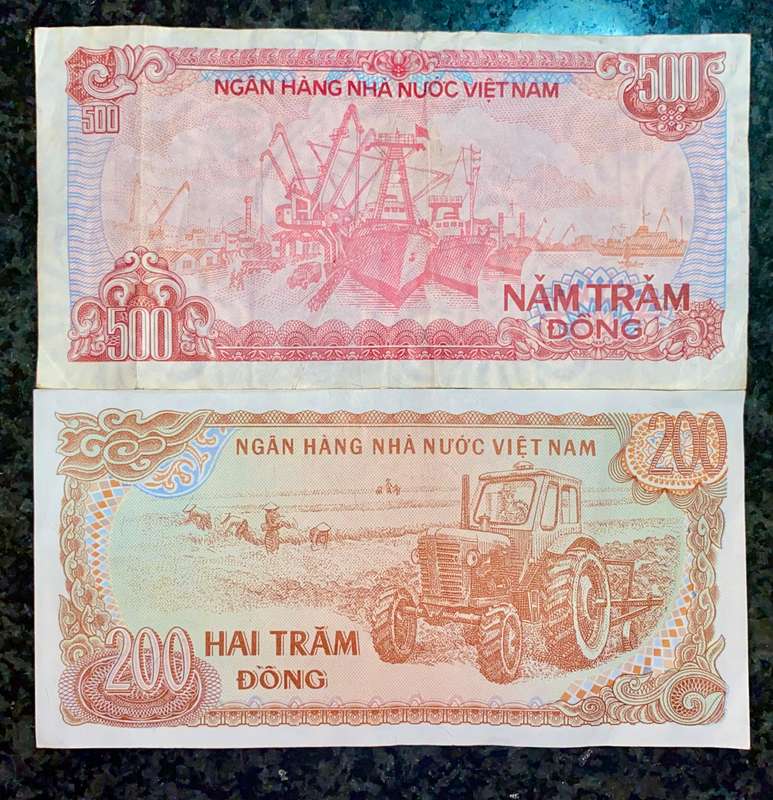 500
500
NGÂN HÀNG NHÀ NƯỚC VIỆT NAM
NĂM TRĂM
ĐỒNG
500
200
NGÂN HÀNG NHÀ NƯỚC VIỆT NAM
HAI TRĂM
ĐỒNG
200